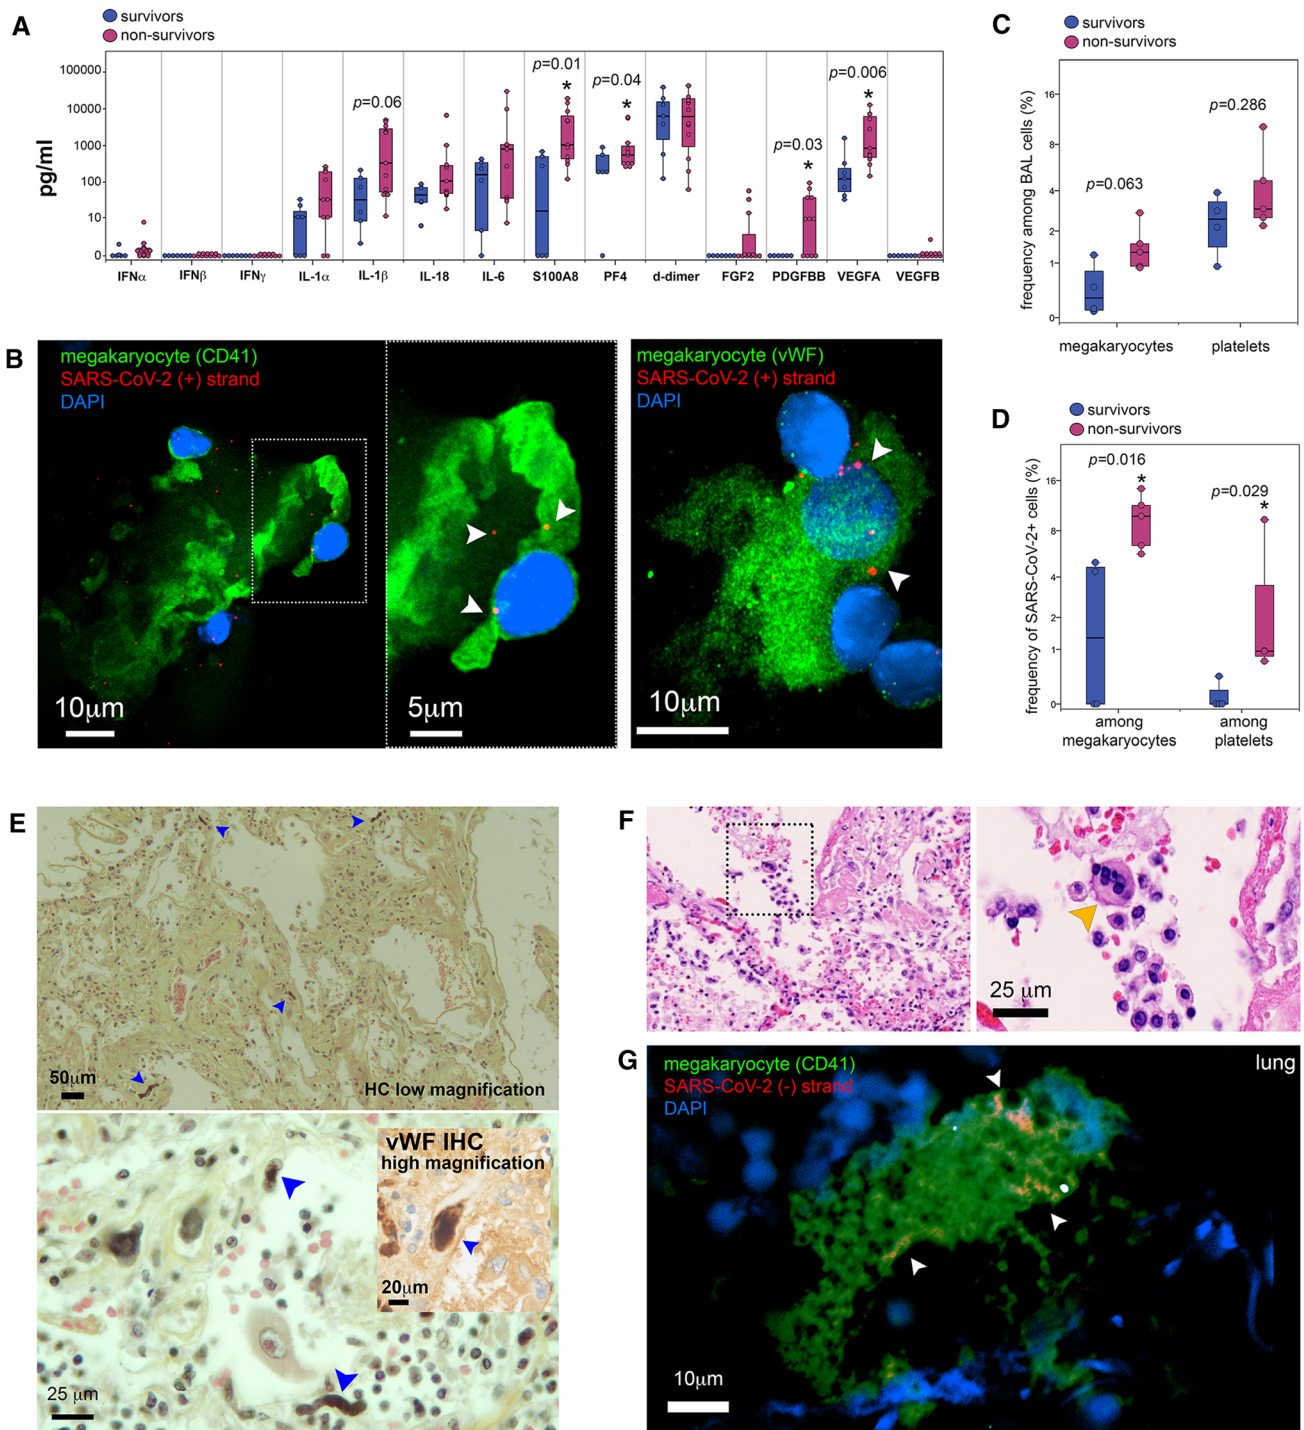 A
survivors
non-survivors
pg/ml
100000
10000
1000
100
10
0
p=0.06
p=0.01
*
p=0.04
*
p=0.03
*
p=0.006
*
IFNα IFNβ IFNγ IL-1α IL-1β IL-18 IL-6 S100A8 PF4 d-dimer FGF2 PDGFBB VEGFA VEGFB
C
survivors
non-survivors
frequency among BAL cells (%)
16
8
4
2
1
0
p=0.063
p=0.286
megakaryocytes platelets
B
megakaryocyte (CD41)
SARS-CoV-2 (+) strand
DAPI
10μm
5μm
megakaryocyte (vWF)
SARS-CoV-2 (+) strand
DAPI
10μm
D
survivors
non-survivors
frequency of SARS-CoV-2+ cells (%)
16
8
4
2
1
0
p=0.016
*
p=0.029
*
among
megakaryocytes
among
platelets
E
50μm
HC low magnification
vWF IHC
high magnification
20μm
25 μm
F
25 μm
G
megakaryocyte (CD41)
SARS-CoV-2 (-) strand
DAPI
lung
10μm